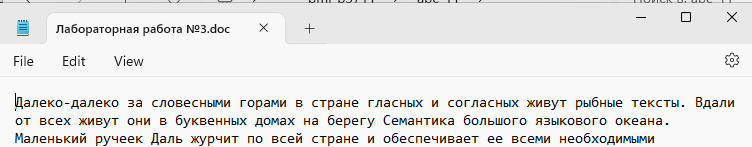 Лабораторная работа №3.doc
File Edit View
Далеко-далеко за словесными горами в стране гласных и согласных живут рыбные тексты. Вдали
от всех живут они в буквенных домах на берегу Семантика большого языкового океана.
Маленький ручеек Даль журчит по всей стране и обеспечивает ее всеми необходимыми